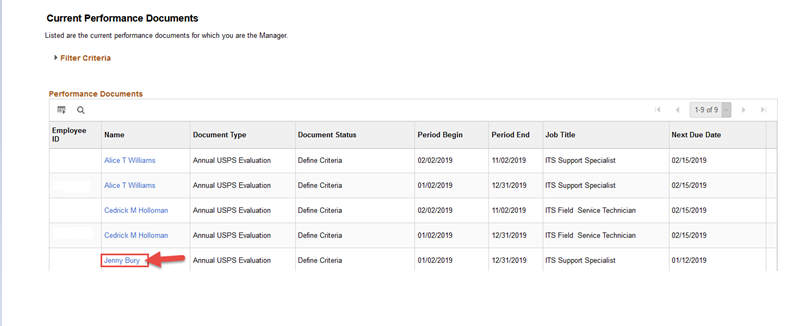 Current Performance Documents
Listed are the current performance documents for which you are the Manager.
Filter Criteria
Performance Documents
1-9 of 9
Employee ID Name Document Type Document Status Period Begin Period End Job Title Next Due Date
Alice T Williams Annual USPS Evaluation Define Criteria 02/02/2019 11/02/2019 ITS Support Specialist 02/15/2019
Alice T Williams Annual USPS Evaluation Define Criteria 01/02/2019 12/31/2019 ITS Support Specialist 02/15/2019
Cedrick M Holloman Annual USPS Evaluation Define Criteria 02/02/2019 11/02/2019 ITS Field Service Technician 02/15/2019
Cedrick M Holloman Annual USPS Evaluation Define Criteria 01/02/2019 12/31/2019 ITS Field Service Technician 02/15/2019
Jenny Bury Annual USPS Evaluation Define Criteria 01/02/2019 12/31/2019 ITS Support Specialist 01/12/2019